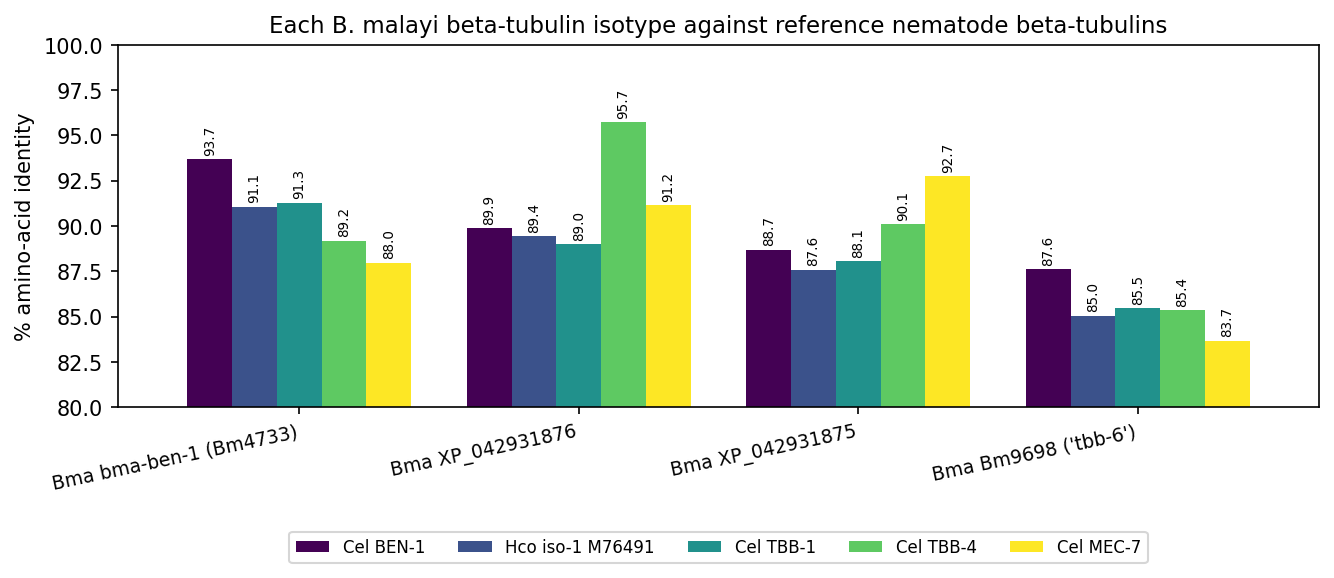 Each B. malayi beta-tubulin isotype against reference nematode beta-tubulins
% amino-acid identity
100.0
97.5
95.0
92.5
90.0
87.5
85.0
82.5
80.0
93.7
91.1
91.3
89.2
88.0
89.9
89.4
89.0
95.7
91.2
88.7
87.6
88.1
90.1
92.7
87.6
85.0
85.5
85.4
83.7
Bma bma-ben-1 (Bm4733)
Bma XP_042931876
Bma XP_042931875
Bma Bm9698 ('tbb-6')
Cel BEN-1
Hco iso-1 M76491
Cel TBB-1
Cel TBB-4
Cel MEC-7